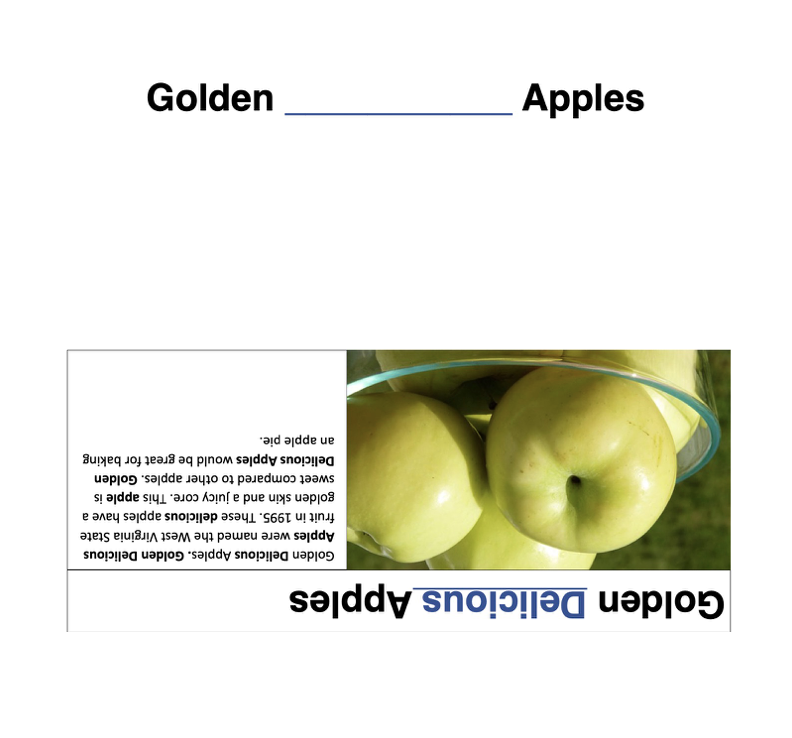 Golden ____________ Apples
Golden Delicious Apples
Golden Delicious Apples. Golden Delicious
Apples were named the West Virginia State
fruit in 1995. These delicious apples have a
golden skin and a juicy core. This apple is
sweet compared to other apples. Golden
Delicious Apples would be great for baking
an apple pie.